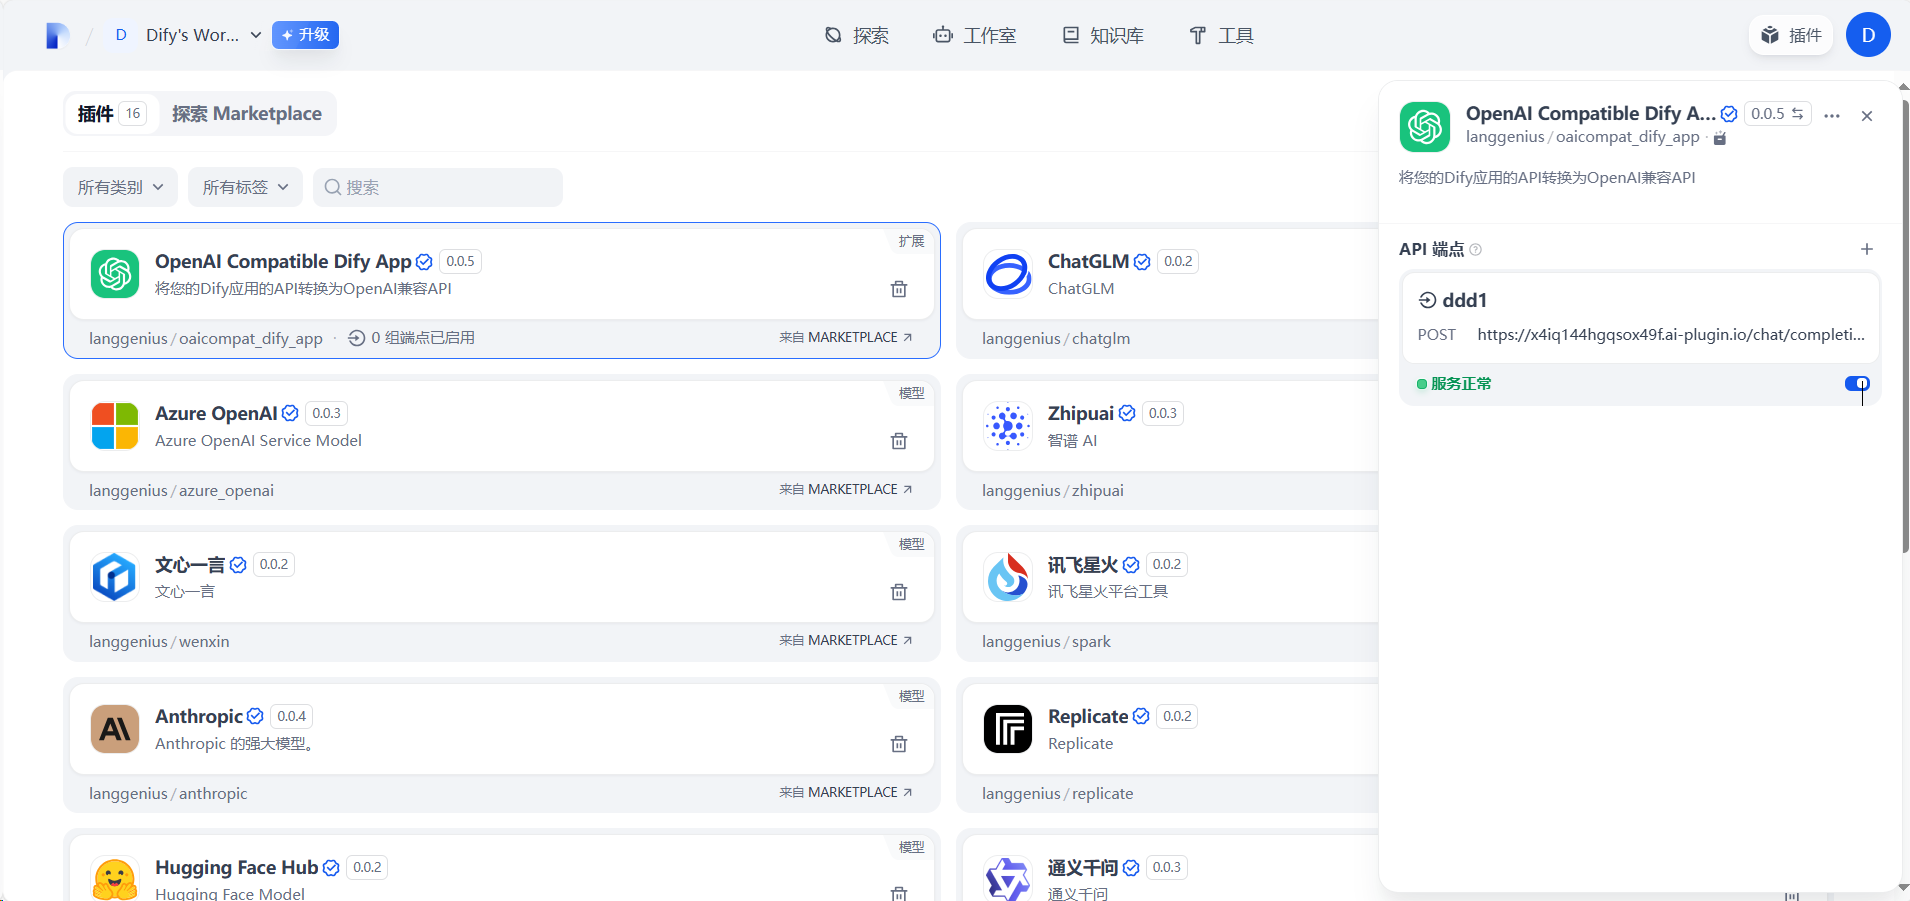 / D Dify's Wor... 升级 探索 工作室 知识库 工具 插件 D
插件 16 探索 Marketplace
所有类别 所有标签 搜索
扩展
OpenAI Compatible Dify App 0.0.5
将您的Dify应用的API转换为OpenAI兼容API
langgenius / oaicompat_dify_app · 0 组端点已启用 来自 MARKETPLACE
ChatGLM 0.0.2
ChatGLM
langgenius / chatglm
模型
Azure OpenAI 0.0.3
Azure OpenAI Service Model
langgenius / azure_openai 来自 MARKETPLACE
Zhipuai 0.0.3
智谱 AI
langgenius / zhipuai
模型
文心一言 0.0.2
文心一言
langgenius / wenxin 来自 MARKETPLACE
讯飞星火 0.0.2
讯飞星火平台工具
langgenius / spark
模型
Anthropic 0.0.4
Anthropic 的强大模型。
langgenius / anthropic 来自 MARKETPLACE
Replicate 0.0.2
Replicate
langgenius / replicate
模型
Hugging Face Hub 0.0.2
Hugging Face Model
通义千问 0.0.3
通义千问
OpenAI Compatible Dify A... 0.0.5
langgenius / oaicompat_dify_app ·
将您的Dify应用的API转换为OpenAI兼容API
API 端点
ddd1
POST https://x4iq144hgqsox49f.ai-plugin.io/chat/completi...
服务正常